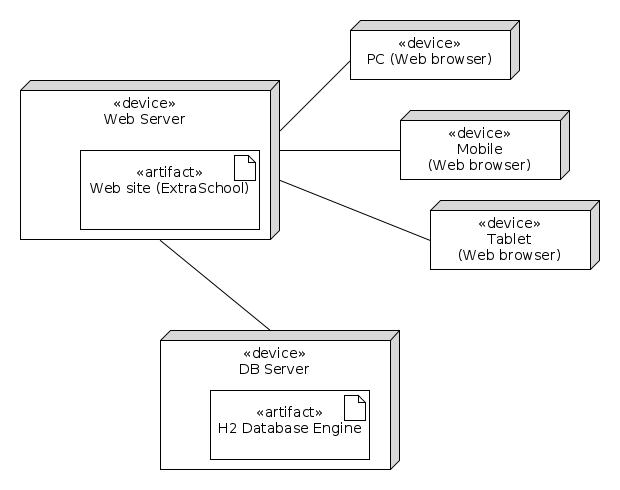 «device»
PC (Web browser)
«device»
Web Server
«device»
Mobile
(Web browser)
«artifact»
Web site (ExtraSchool)
«device»
Tablet
(Web browser)
«device»
DB Server
«artifact»
H2 Database Engine